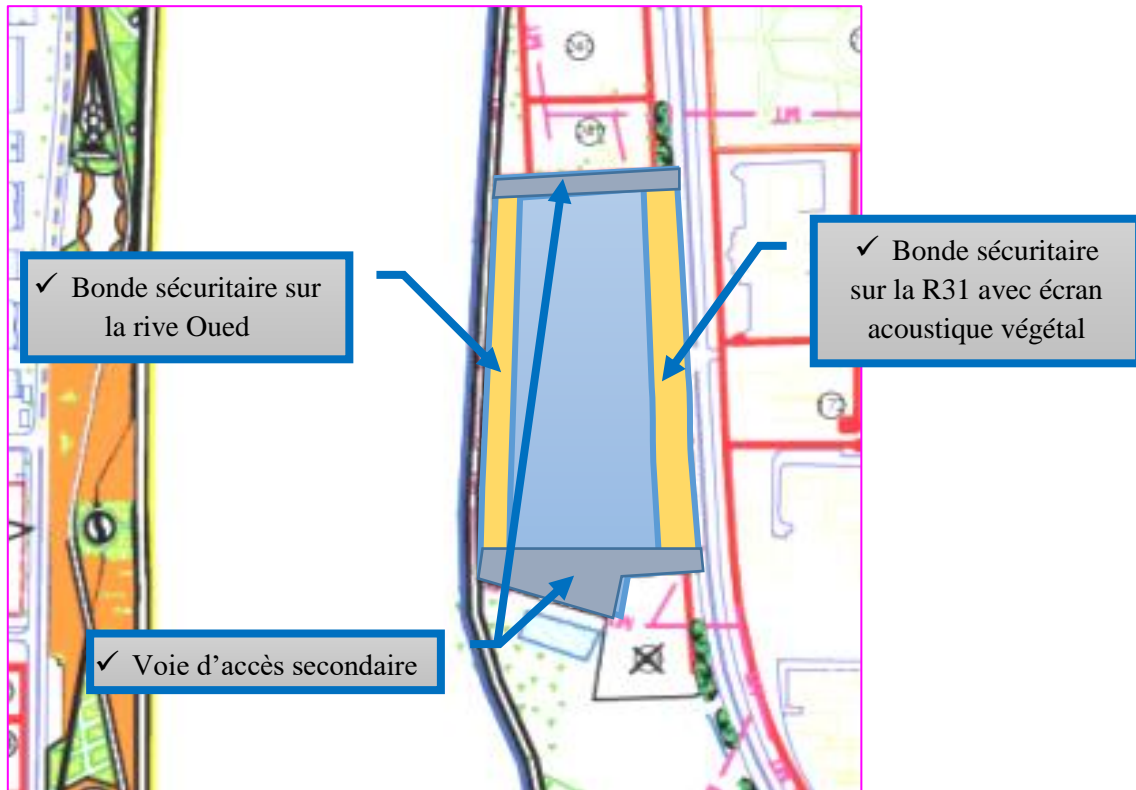 ✓ Bonde sécuritaire sur
la rive Oued
✓ Bonde sécuritaire
sur la R31 avec écran
acoustique végétal
✓ Voie d'accès secondaire